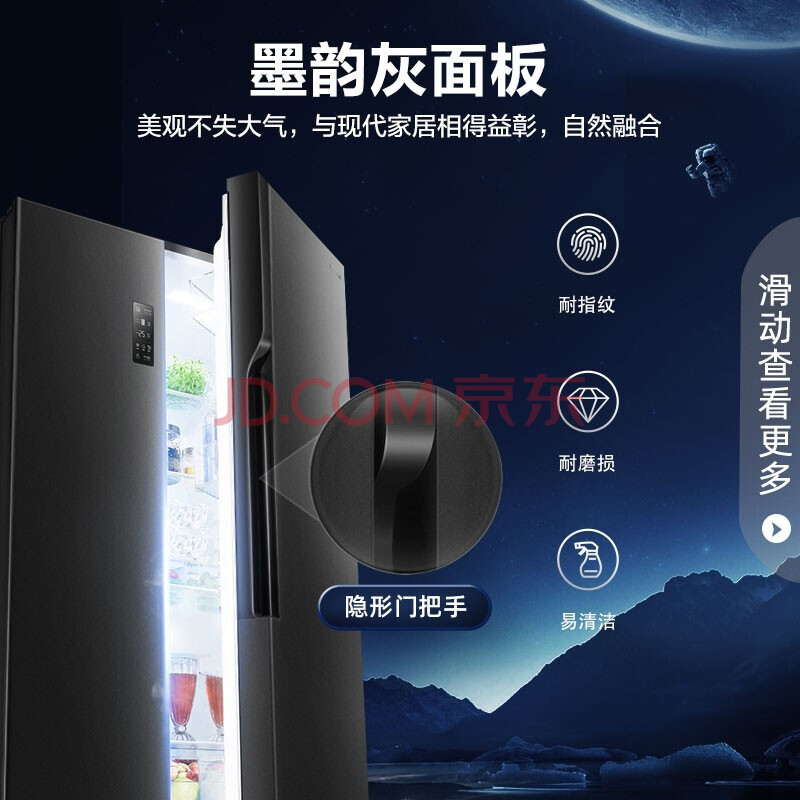 墨韵灰面板
美观不失大气，与现代家居相得益彰，自然融合
耐指纹
滑动查看更多
JD.COM 京东
耐磨损
隐形门把手
易清洁